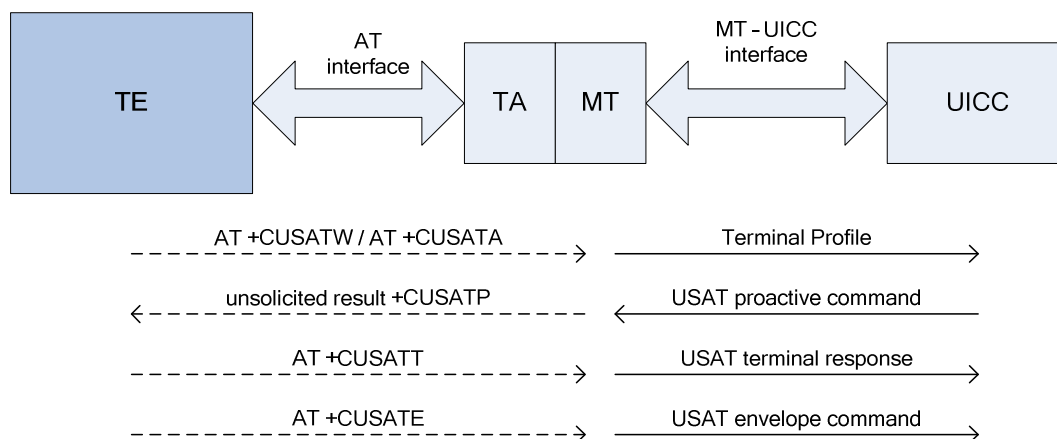 AT
interface
MT-UICC
interface
TE
TA
MT
UICC
AT +CUSATW / AT +CUSATA
Terminal Profile
unsolicited result +CUSATP
USAT proactive command
AT +CUSATT
USAT terminal response
AT +CUSATE
USAT envelope command